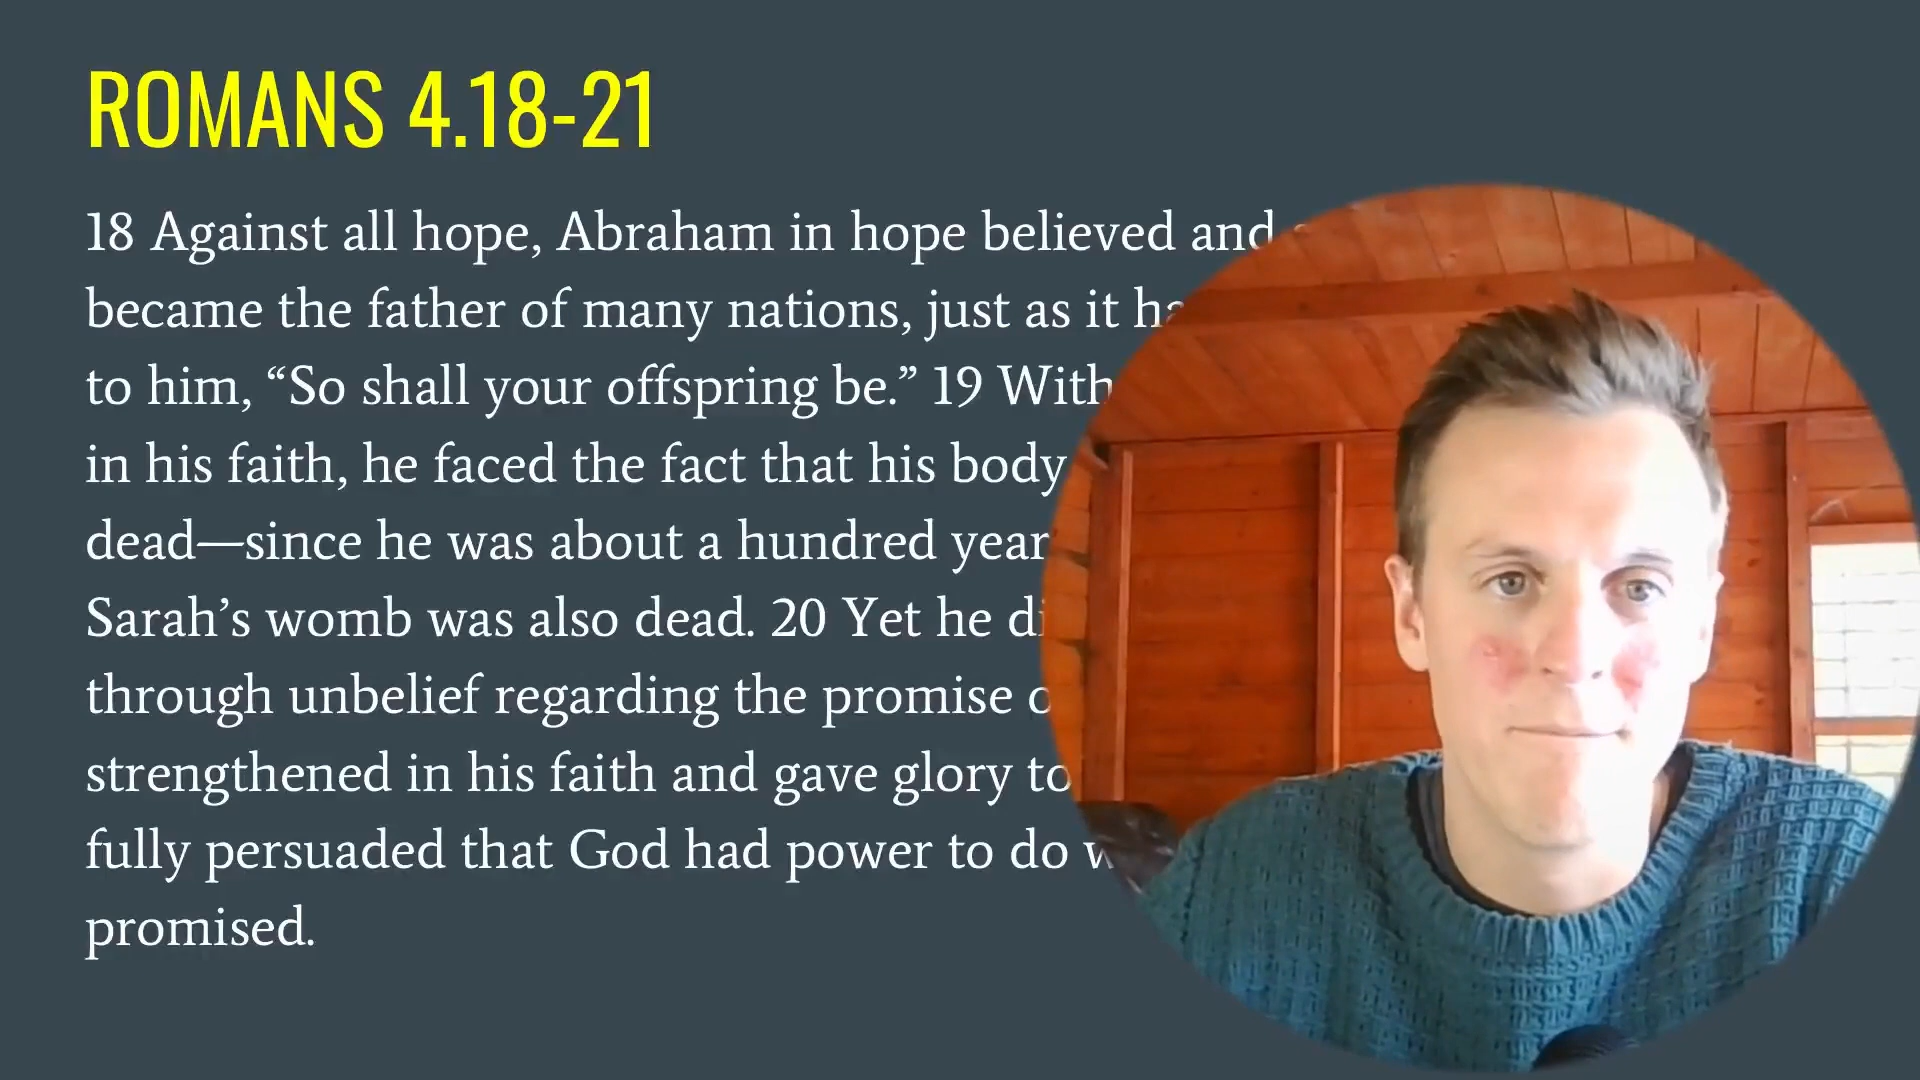 ROMANS 4.18-21
18 Against all hope, Abraham in hope believed and
became the father of many nations, just as it
to him, “So shall your offspring be.” 19 With
in his faith, he faced the fact that his body
dead—since he was about a hundred year
Sarah’s womb was also dead. 20 Yet he
through unbelief regarding the promise
strengthened in his faith and gave glory to
fully persuaded that God had power to do
promised.